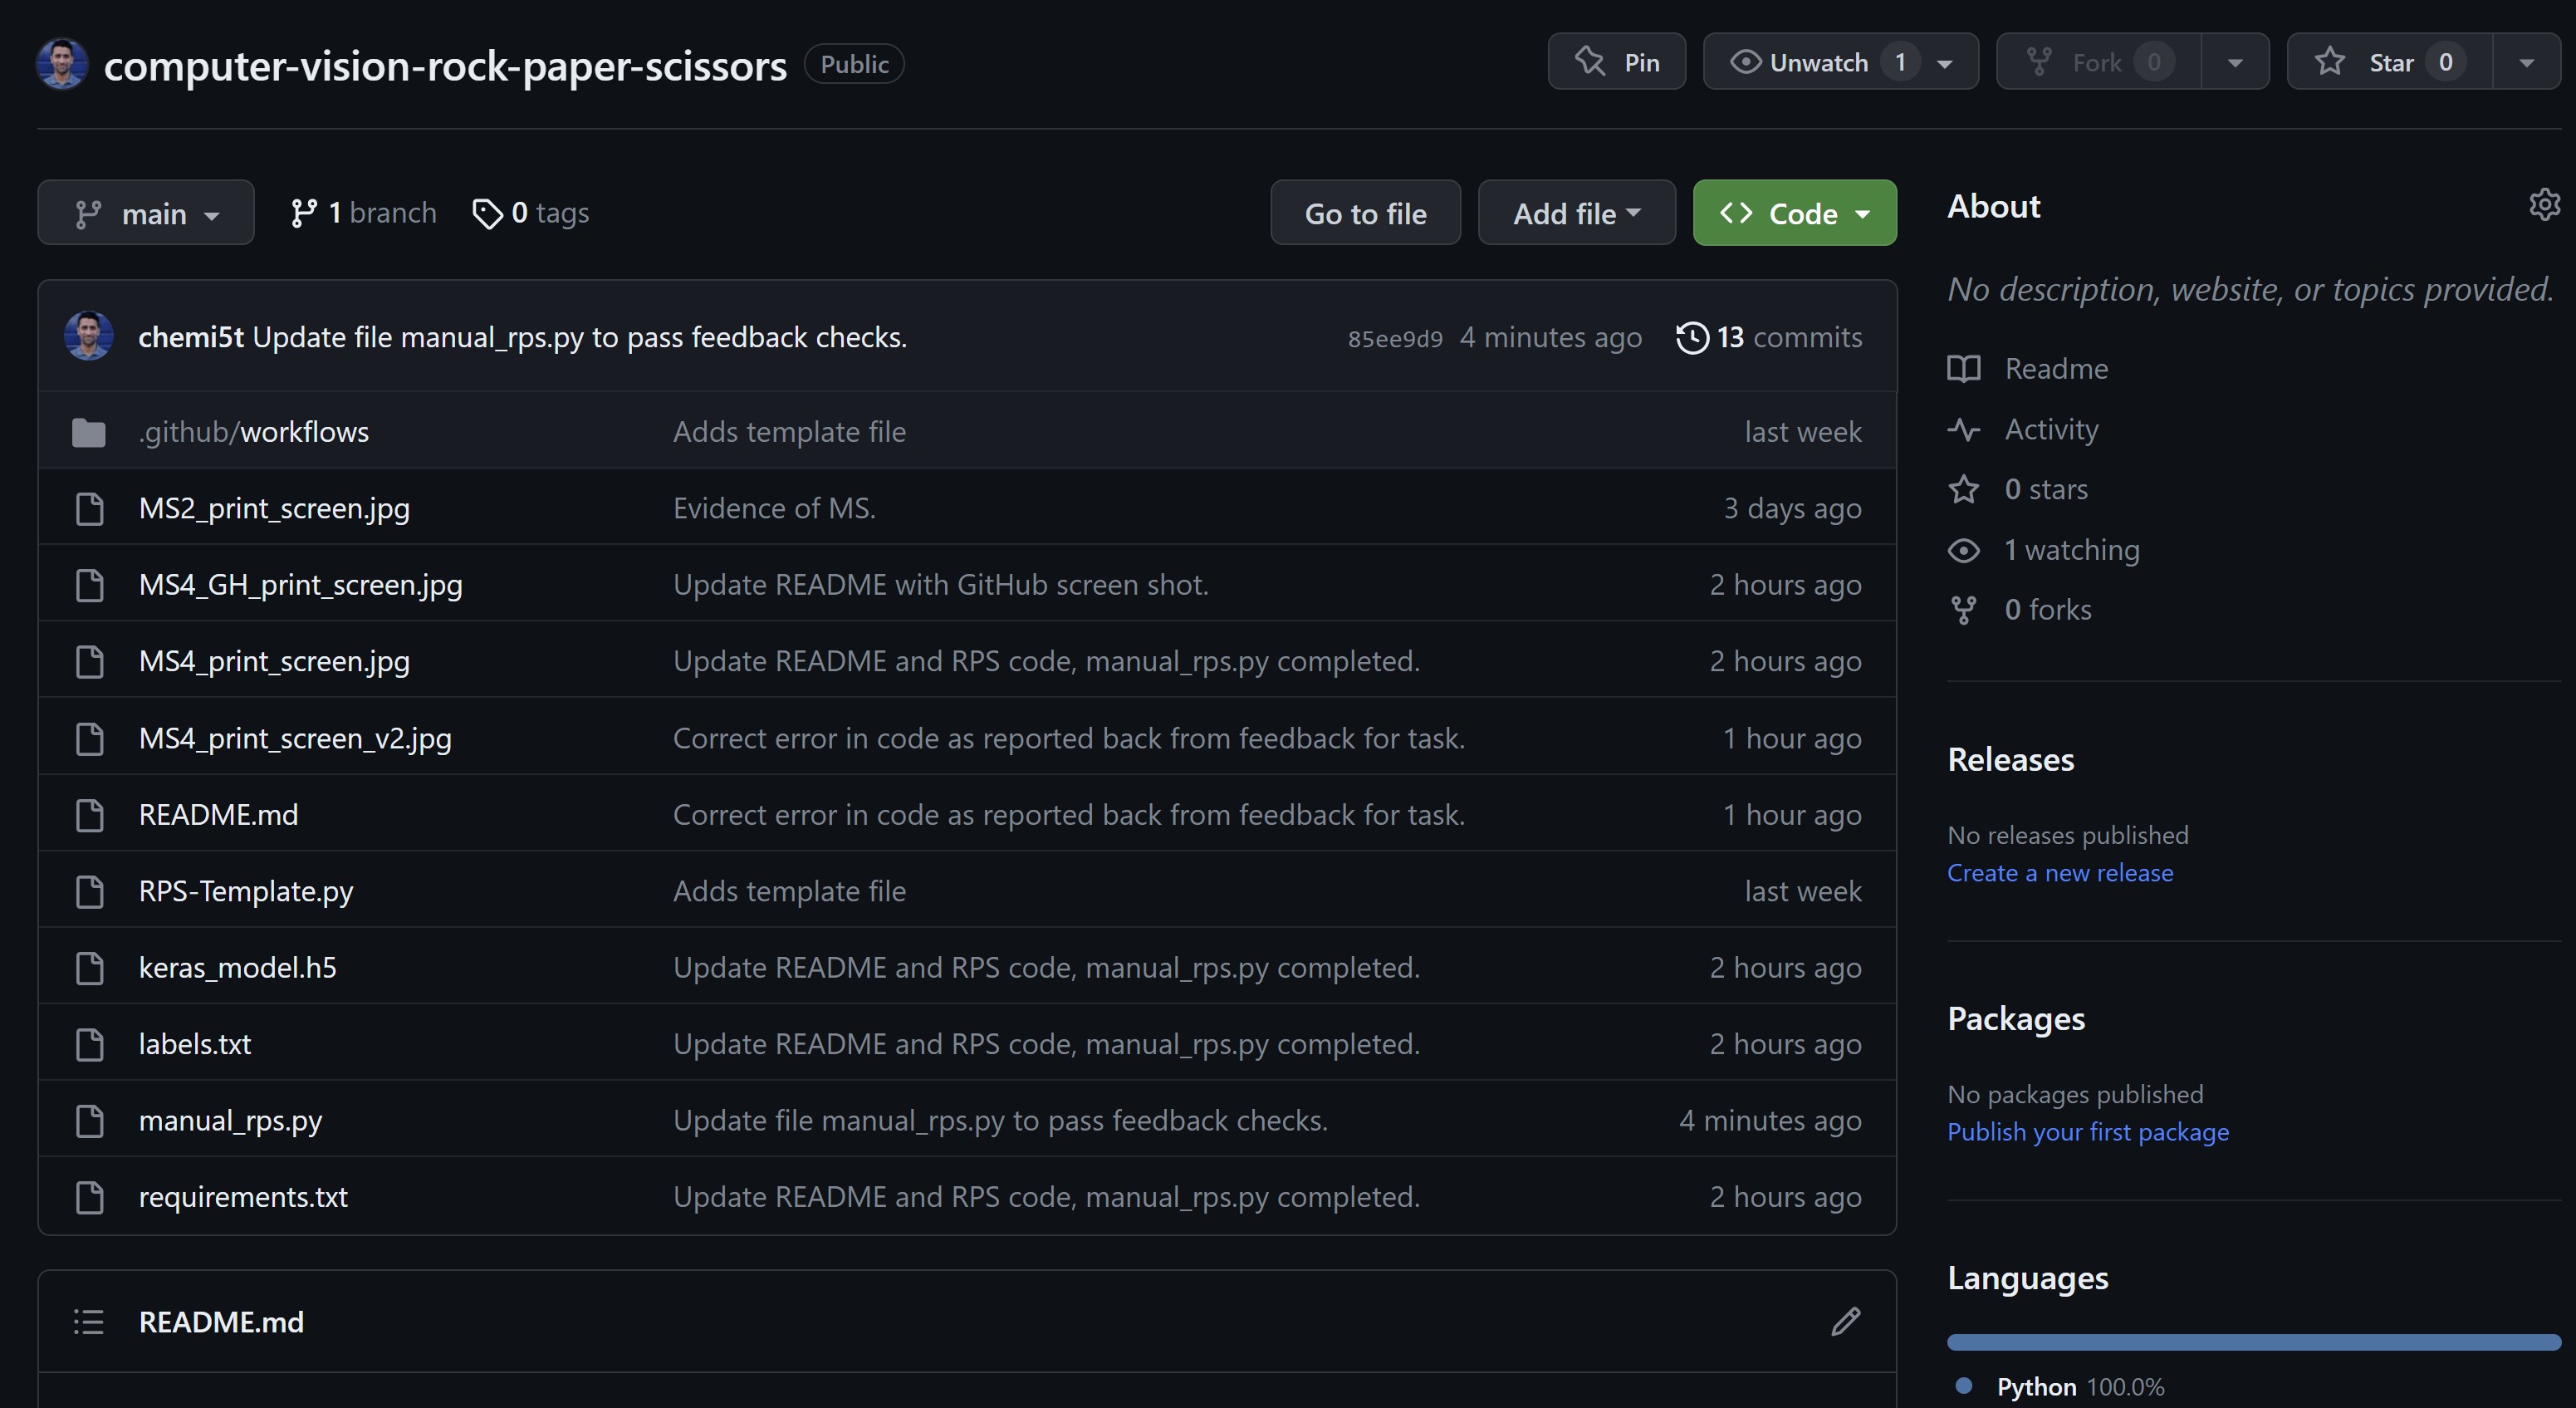 computer-vision-rock-paper-scissors Public Pin Unwatch 1 Fork 0 Star 0
main 1 branch 0 tags Go to file Add file Code
chemi5t Update file manual_rps.py to pass feedback checks. 85ee9d9 4 minutes ago 13 commits
.github/workflows Adds template file last week
MS2_print_screen.jpg Evidence of MS. 3 days ago
MS4_GH_print_screen.jpg Update README with GitHub screen shot. 2 hours ago
MS4_print_screen.jpg Update README and RPS code, manual_rps.py completed. 2 hours ago
MS4_print_screen_v2.jpg Correct error in code as reported back from feedback for task. 1 hour ago
README.md Correct error in code as reported back from feedback for task. 1 hour ago
RPS-Template.py Adds template file last week
keras_model.h5 Update README and RPS code, manual_rps.py completed. 2 hours ago
labels.txt Update README and RPS code, manual_rps.py completed. 2 hours ago
manual_rps.py Update file manual_rps.py to pass feedback checks. 4 minutes ago
requirements.txt Update README and RPS code, manual_rps.py completed. 2 hours ago
README.md
About
No description, website, or topics provided.
Readme
Activity
0 stars
1 watching
0 forks
Releases
No releases published
Create a new release
Packages
No packages published
Publish your first package
Languages
Python 100.0%